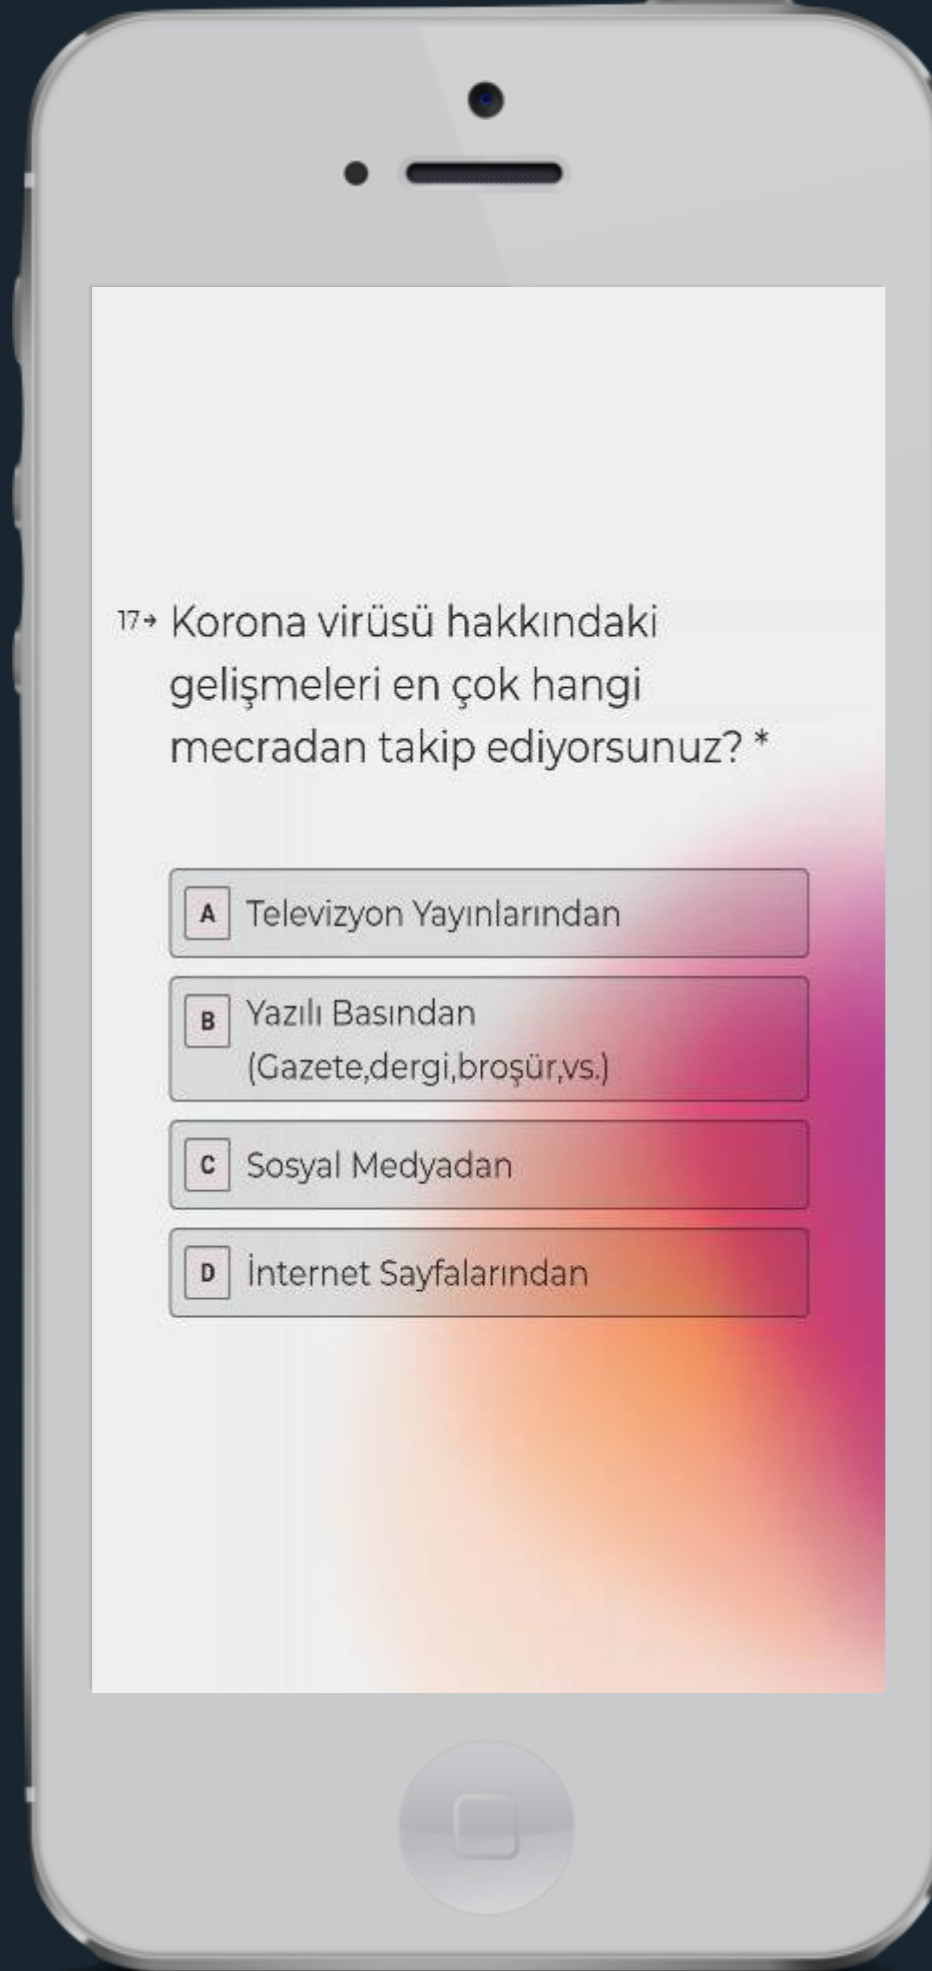 17→ Korona virüsü hakkındaki
gelişmeleri en çok hangi
mecradan takip ediyorsunuz? *
A Televizyon Yayınlarından
B Yazılı Basından
(Gazete,dergi,broşür,vs.)
C Sosyal Medyadan
D İnternet Sayfalarından